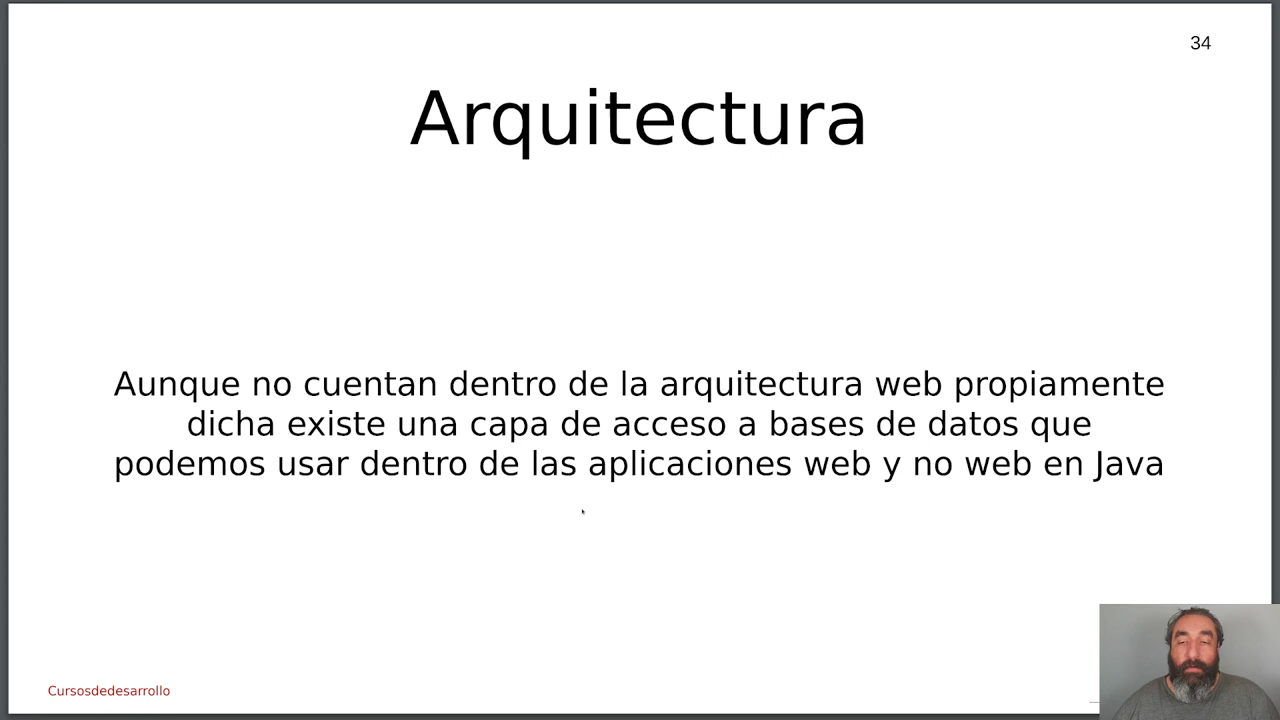 34
Arquitectura
Aunque no cuentan dentro de la arquitectura web propiamente
dicha existe una capa de acceso a bases de datos que
podemos usar dentro de las aplicaciones web y no web en Java
Cursosdedesarrollo